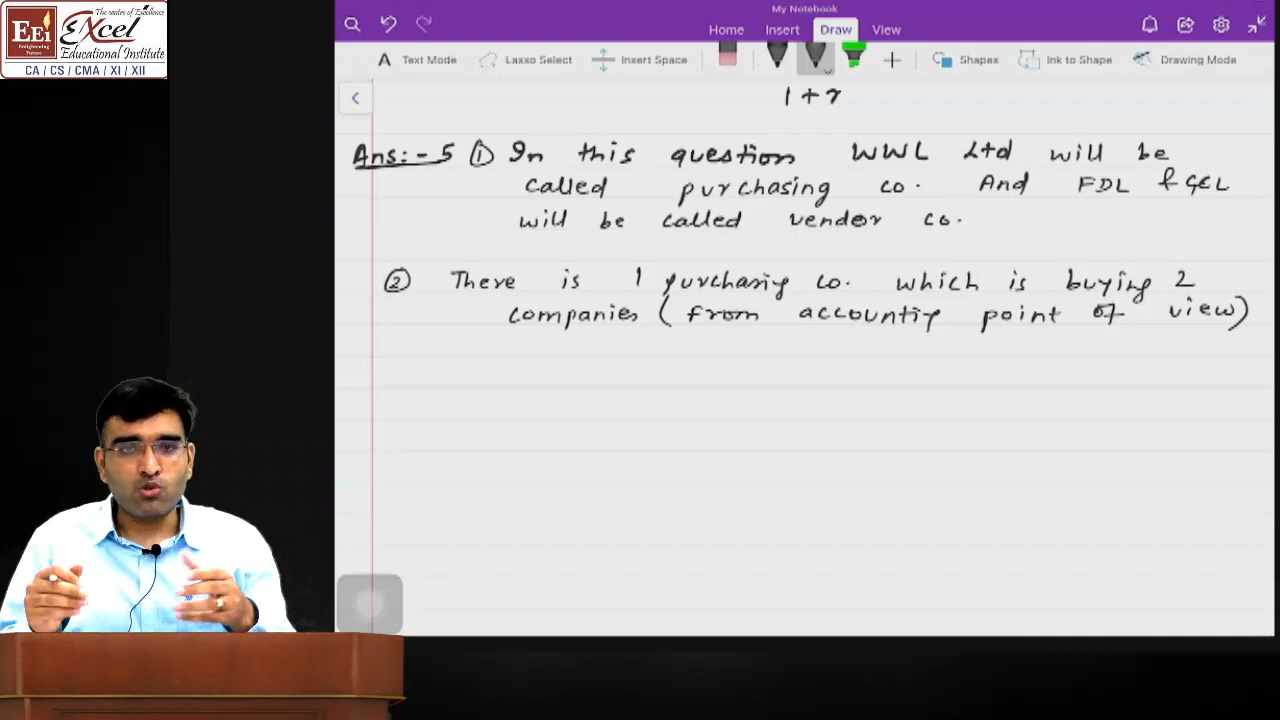 The centre of Excellence
EEi
Enlightening
Future
Excel
Educational Institute
CA / CS / CMA / XI / XII
My Notebook
Home Insert Draw View
Text Mode Lasso Select Insert Space Shapes Ink to Shape Drawing Mode
1 + r
Ans: - 5 ① In this question WWL Ltd will be
called purchasing co. And FDL & GCL
will be called vendor co.
② There is 1 purchasing co. which is buying 2
companies (from accounting point of view)